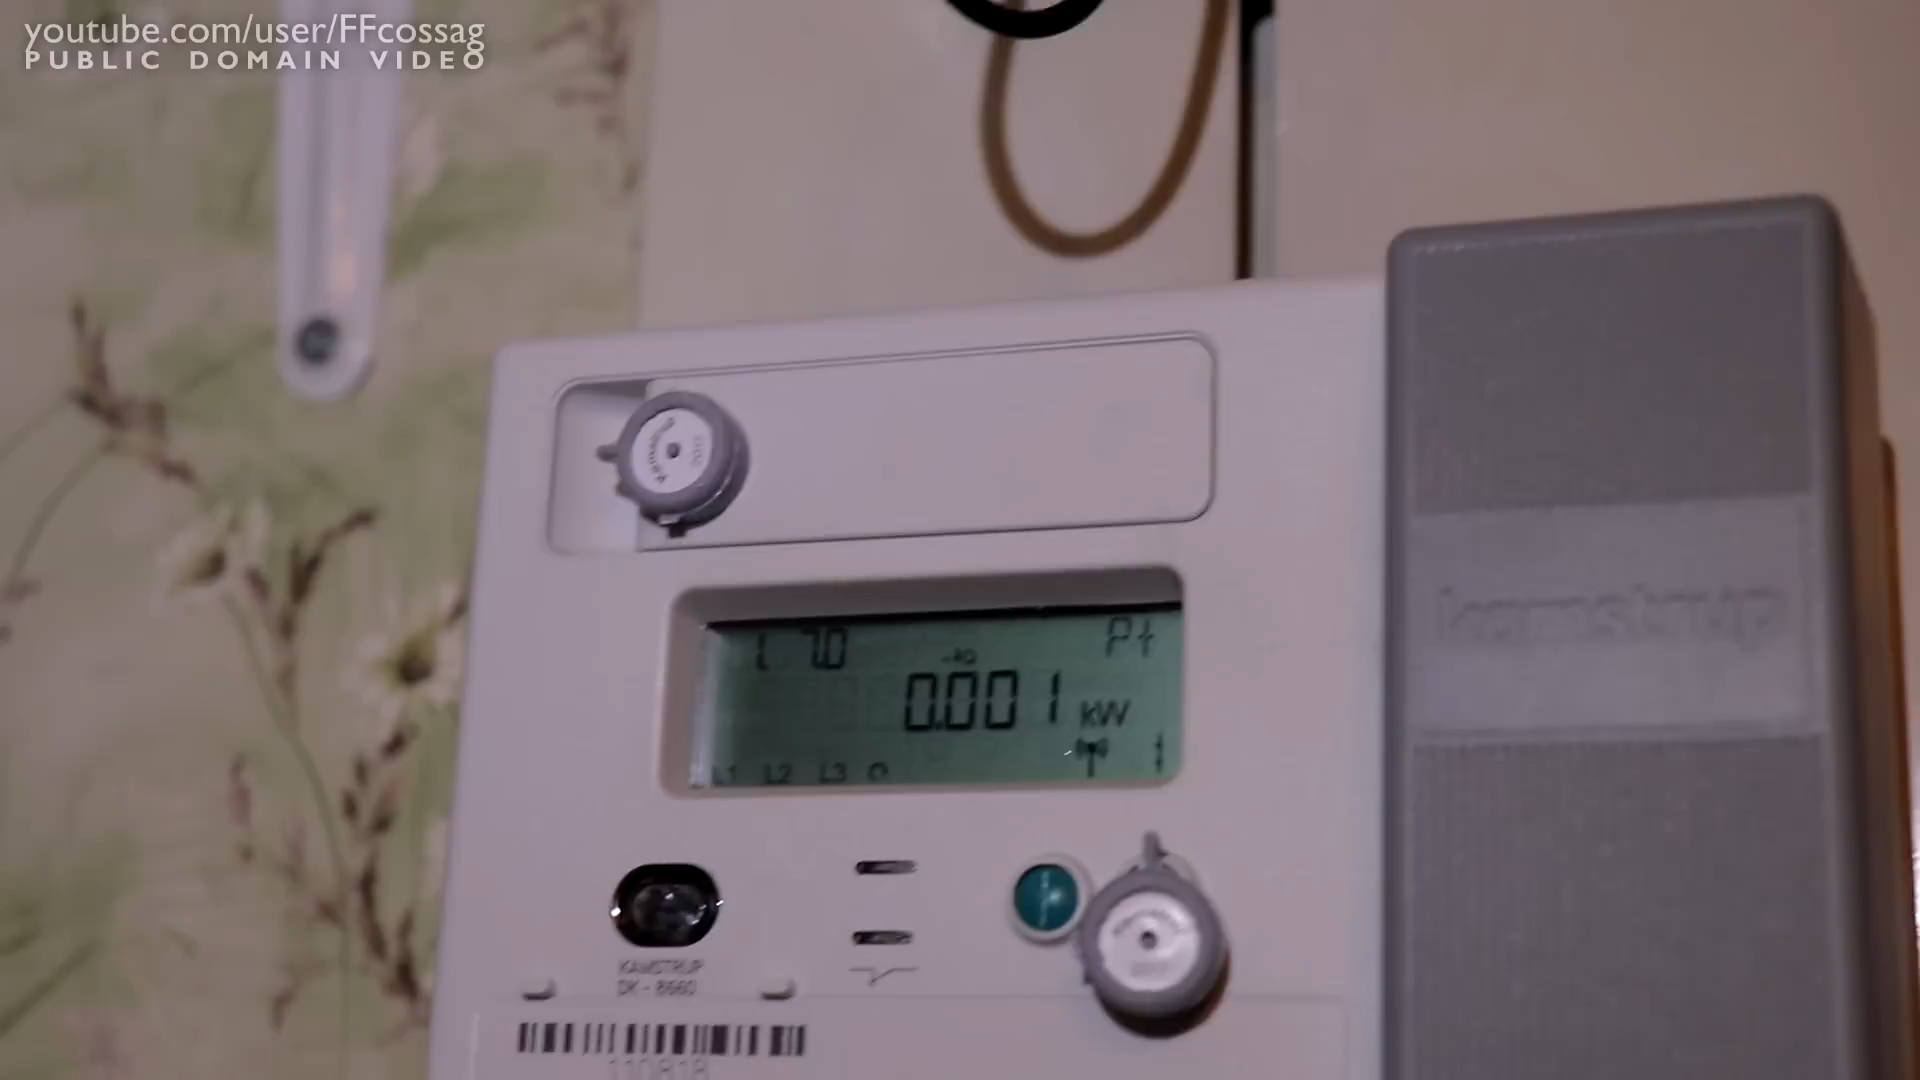 youtube.com/user/FFcossag
PUBLIC DOMAIN VIDEO
kamstrup
1 7.0 P+
0.001 kW
L1 L2 L3
KAMSTRUP
DK - 8660
110818